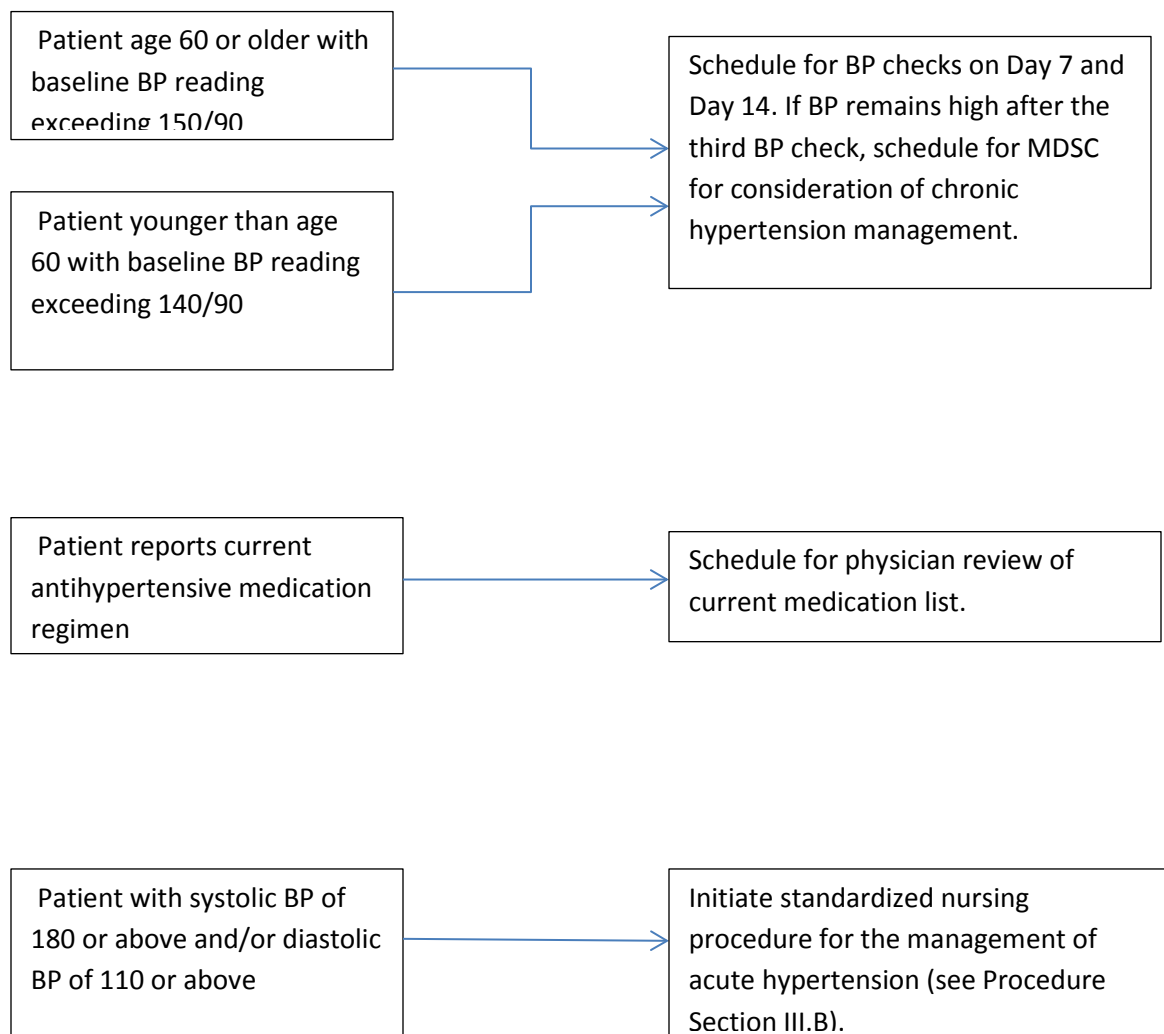 Patient age 60 or older with
baseline BP reading
exceeding 150/90
Schedule for BP checks on Day 7 and
Day 14. If BP remains high after the
third BP check, schedule for MDSC
for consideration of chronic
hypertension management.
Patient younger than age
60 with baseline BP reading
exceeding 140/90
Patient reports current
antihypertensive medication
regimen
Schedule for physician review of
current medication list.
Patient with systolic BP of
180 or above and/or diastolic
BP of 110 or above
Initiate standardized nursing
procedure for the management of
acute hypertension (see Procedure
Section III.B).